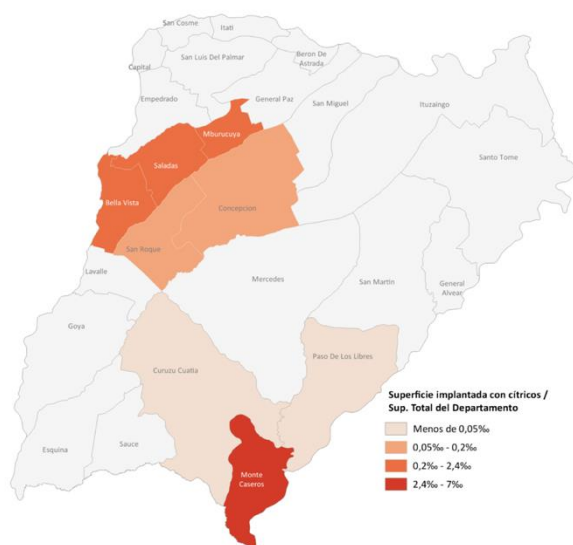 San Cosme
Itati
San Luis Del Palmar
Beron De
Astrada
Capital
Empedrado
General Paz
San Miguel
Ituzaingo
Mburucuya
Saladas
Santo Tome
Bella Vista
Concepcion
San Roque
Lavalle
Mercedes
San Martin
General
Alvear
Goya
Curuzu Cuatia
Paso De Los Libres
Esquina
Sauce
Monte
Caseros
Superficie implantada con cítricos /
Sup. Total del Departamento
Menos de 0,05‰
0,05‰ - 0,2‰
0,2‰ - 2,4‰
2,4‰ - 7‰